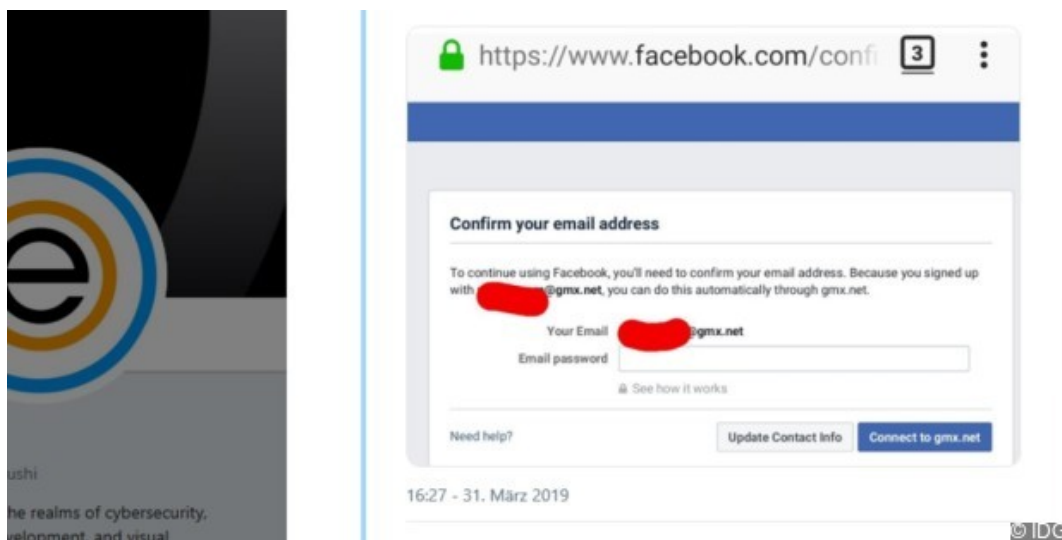 https://www.facebook.com/confi
3
Confirm your email address
To continue using Facebook, you'll need to confirm your email address. Because you signed up
with @gmx.net, you can do this automatically through gmx.net.
Your Email @gmx.net
Email password
See how it works
Need help?
Update Contact Info
Connect to gmx.net
16:27 - 31. März 2019
e
ushi
he realms of cybersecurity,
velopment, and visual
© IDG